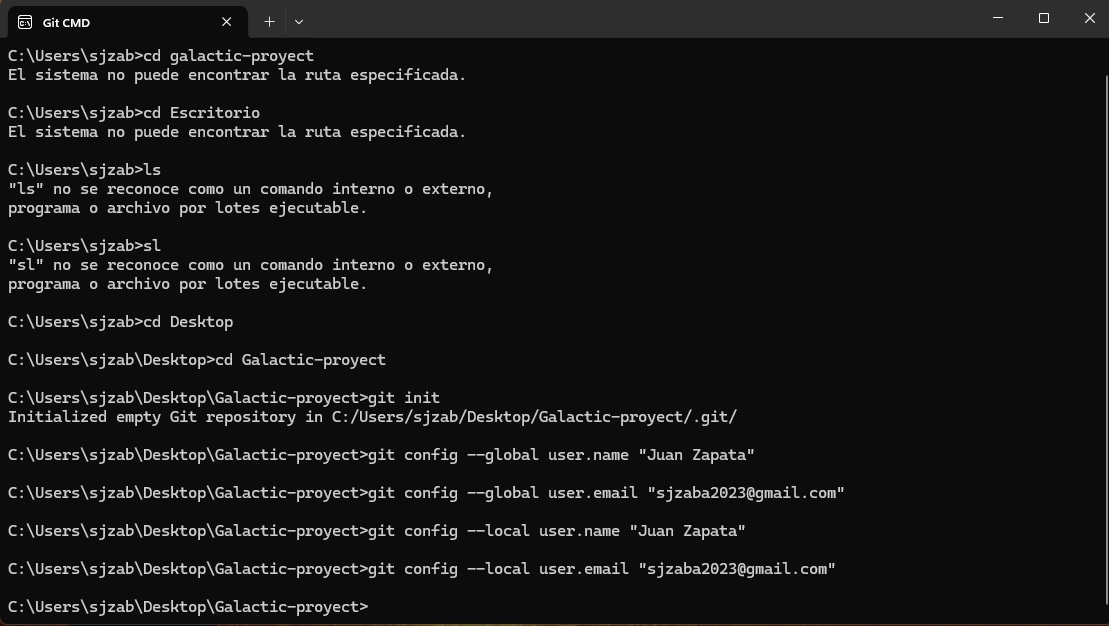 Git CMD
C:\Users\sjzab>cd galactic-proyect
El sistema no puede encontrar la ruta especificada.
C:\Users\sjzab>cd Escritorio
El sistema no puede encontrar la ruta especificada.
C:\Users\sjzab>ls
"ls" no se reconoce como un comando interno o externo,
programa o archivo por lotes ejecutable.
C:\Users\sjzab>sl
"sl" no se reconoce como un comando interno o externo,
programa o archivo por lotes ejecutable.
C:\Users\sjzab>cd Desktop
C:\Users\sjzab\Desktop>cd Galactic-proyect
C:\Users\sjzab\Desktop\Galactic-proyect>git init
Initialized empty Git repository in C:/Users/sjzab/Desktop/Galactic-proyect/.git/
C:\Users\sjzab\Desktop\Galactic-proyect>git config --global user.name "Juan Zapata"
C:\Users\sjzab\Desktop\Galactic-proyect>git config --global user.email "sjzaba2023@gmail.com"
C:\Users\sjzab\Desktop\Galactic-proyect>git config --local user.name "Juan Zapata"
C:\Users\sjzab\Desktop\Galactic-proyect>git config --local user.email "sjzaba2023@gmail.com"
C:\Users\sjzab\Desktop\Galactic-proyect>